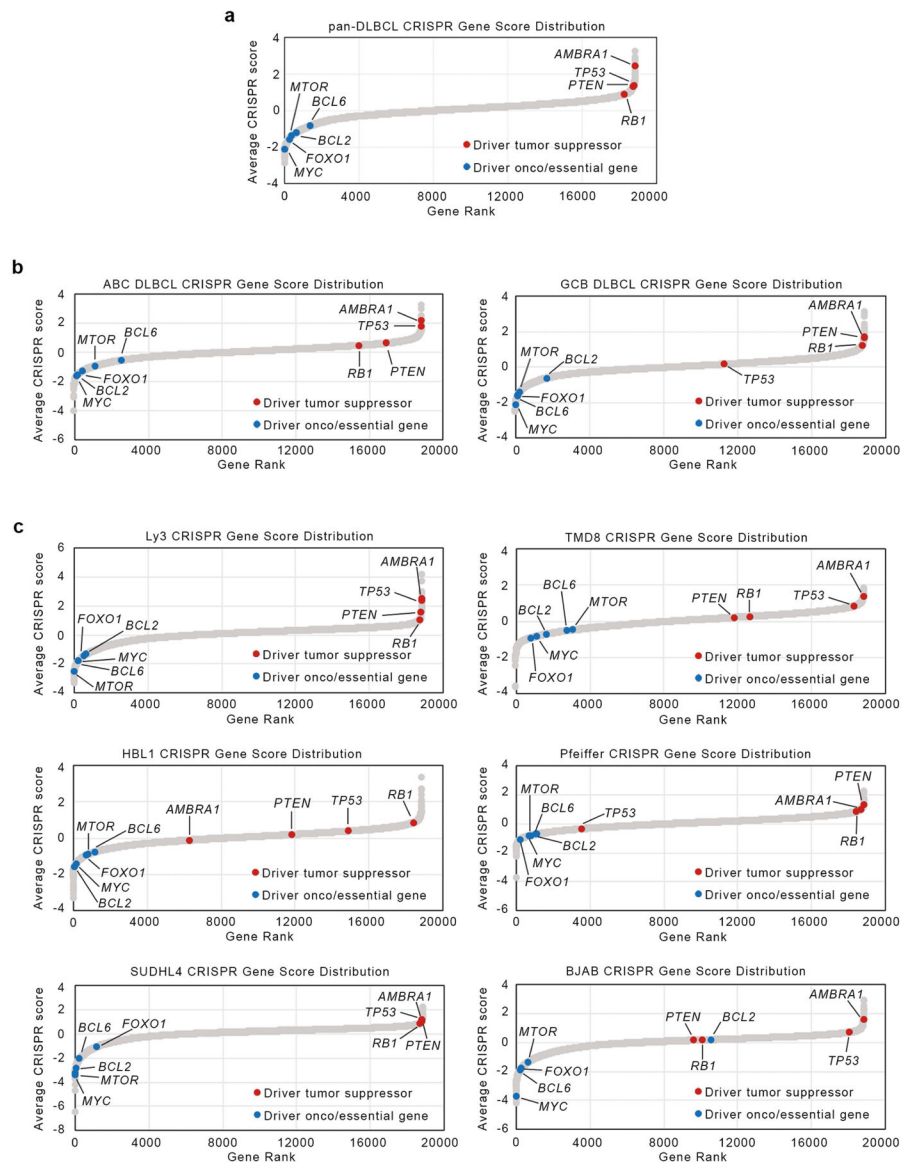 a
pan-DLBCL CRISPR Gene Score Distribution
Average CRISPR score
4
2
0
-2
-4
AMBRA1
TP53
PTEN
RB1
MTOR
BCL6
BCL2
FOXO1
MYC
Driver tumor suppressor
Driver onco/essential gene
0 4000 8000 12000 16000 20000
Gene Rank
b
ABC DLBCL CRISPR Gene Score Distribution
Average CRISPR score
4
2
0
-2
-4
-6
AMBRA1
TP53
RB1
PTEN
MTOR
BCL6
FOXO1
BCL2
MYC
Driver tumor suppressor
Driver onco/essential gene
0 4000 8000 12000 16000 20000
Gene Rank
GCB DLBCL CRISPR Gene Score Distribution
Average CRISPR score
4
2
0
-2
-4
AMBRA1
PTEN
RB1
TP53
MTOR
BCL2
FOXO1
BCL6
MYC
Driver tumor suppressor
Driver onco/essential gene
0 4000 8000 12000 16000 20000
Gene Rank
c
Ly3 CRISPR Gene Score Distribution
Average CRISPR score
6
4
2
0
-2
-4
AMBRA1
TP53
PTEN
RB1
FOXO1
BCL2
MYC
BCL6
MTOR
Driver tumor suppressor
Driver onco/essential gene
0 4000 8000 12000 16000 20000
Gene Rank
TMD8 CRISPR Gene Score Distribution
Average CRISPR score
4
2
0
-2
-4
AMBRA1
TP53
RB1
PTEN
BCL6
MTOR
BCL2
MYC
FOXO1
Driver tumor suppressor
Driver onco/essential gene
0 4000 8000 12000 16000 20000
Gene Rank
HBL1 CRISPR Gene Score Distribution
Average CRISPR score
4
2
0
-2
-4
AMBRA1
PTEN
TP53
RB1
MTOR
BCL6
FOXO1
MYC
BCL2
Driver tumor suppressor
Driver onco/essential gene
0 4000 8000 12000 16000 20000
Gene Rank
Pfeiffer CRISPR Gene Score Distribution
Average CRISPR score
4
2
0
-2
-4
-6
PTEN
AMBRA1
RB1
TP53
MTOR
BCL6
BCL2
MYC
FOXO1
Driver tumor suppressor
Driver onco/essential gene
0 4000 8000 12000 16000 20000
Gene Rank
SUDHL4 CRISPR Gene Score Distribution
Average CRISPR score
4
2
0
-2
-4
-6
-8
AMBRA1
TP53
RB1
PTEN
BCL6
FOXO1
BCL2
MTOR
MYC
Driver tumor suppressor
Driver onco/essential gene
0 4000 8000 12000 16000 20000
Gene Rank
BJAB CRISPR Gene Score Distribution
Average CRISPR score
4
2
0
-2
-4
-6
AMBRA1
TP53
PTEN
BCL2
RB1
MTOR
FOXO1
BCL6
MYC
Driver tumor suppressor
Driver onco/essential gene
0 4000 8000 12000 16000 20000
Gene Rank